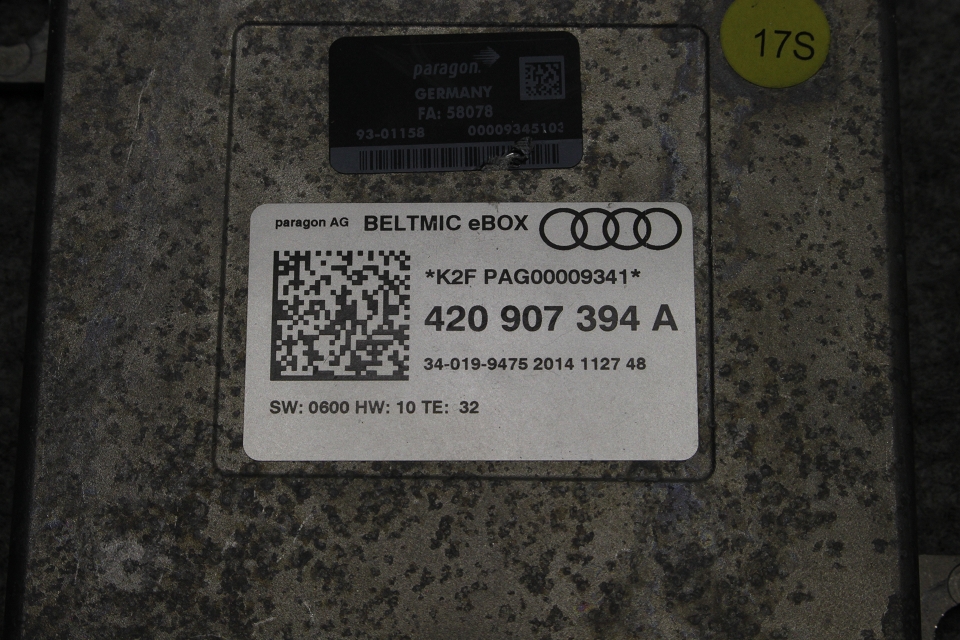 17S
paragon
GERMANY
FA: 58078
93-01158 00009345103
paragon AG BELTMIC eBOX
*K2F PAG00009341*
420 907 394 A
34-019-9475 2014 1127 48
SW: 0600 HW: 10 TE: 32